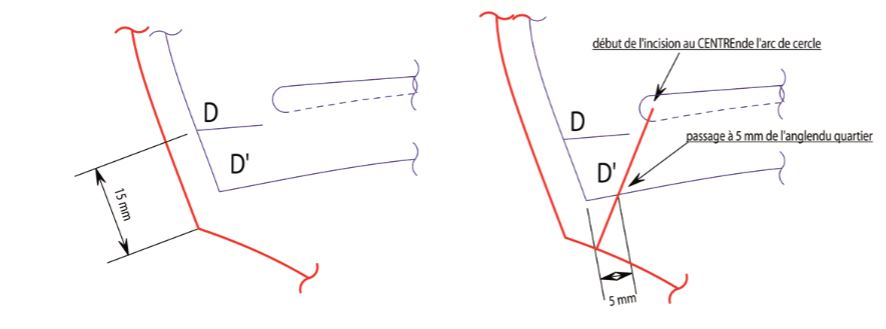 D
D'
15 mm
début de l'incision au CENTREnde l'arc de cercle
D
passage à 5 mm de l'anglendu quartier
D'
5 mm